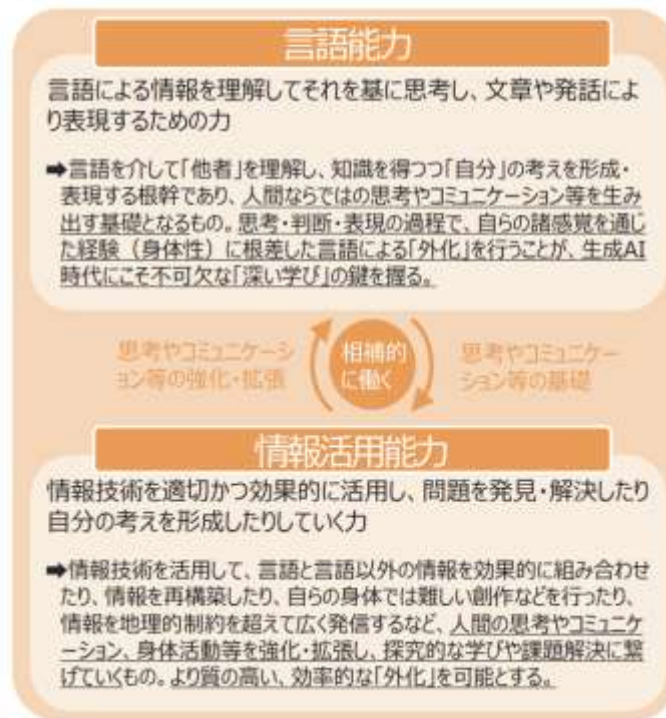 言語能力
言語による情報を理解してそれを基に思考し、文章や発話によ
り表現するための力
➡言語を介して「他者」を理解し、知識を得つつ「自分」の考えを形成・
表現する根幹であり、人間ならではの思考やコミュニケーション等を生み
出す基礎となるもの。思考・判断・表現の過程で、自らの諸感覚を通じ
た経験（身体性）に根差した言語による「外化」を行うことが、生成AI
時代にこそ不可欠な「深い学び」の鍵を握る。
思考やコミュニケーシ
ョン等の強化・拡張
相補的
に働く
思考やコミュニケー
ション等の基礎
情報活用能力
情報技術を適切かつ効果的に活用し、問題を発見・解決したり
自分の考えを形成したりしていく力
➡情報技術を活用して、言語と言語以外の情報を効果的に組み合わせ
たり、情報を再構築したり、自らの身体では難しい創作などを行ったり、
情報を地理的制約を超えて広く発信するなど、人間の思考やコミュニケ
ーション、身体活動等を強化・拡張し、探究的な学びや課題解決に繋
げていくもの。より質の高い、効率的な「外化」を可能とする。